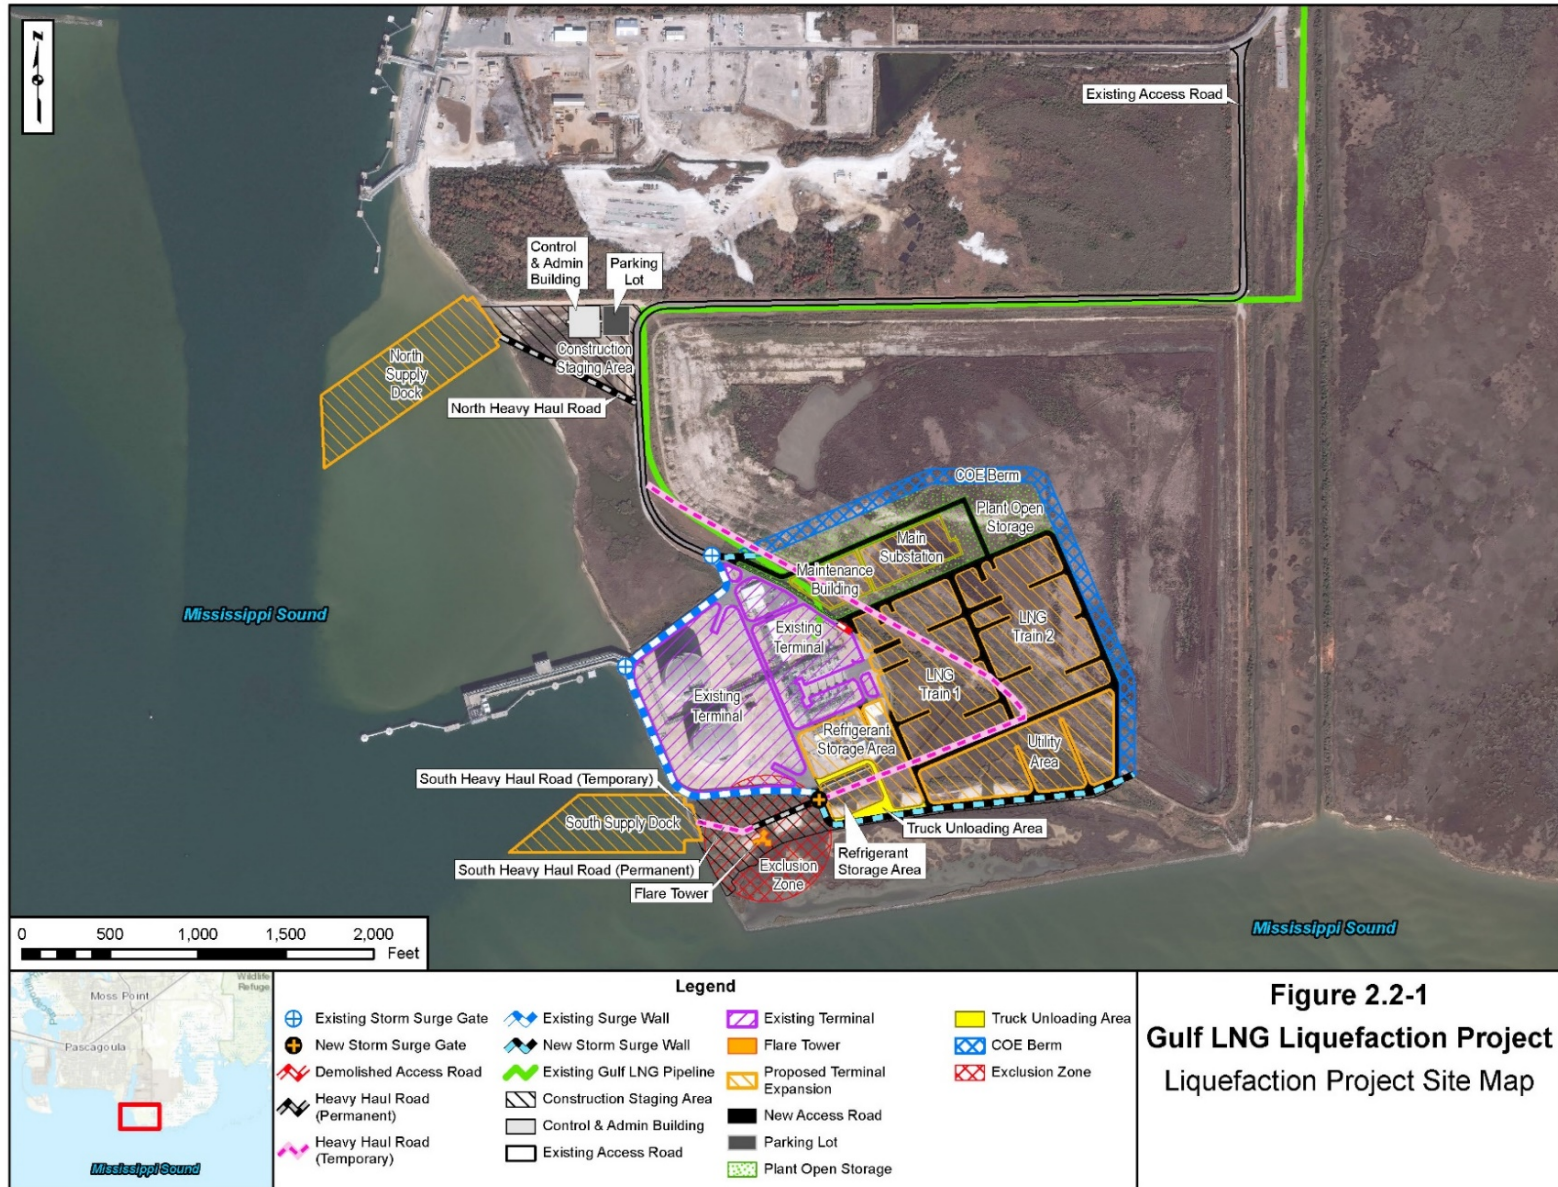 N
Existing Access Road
Control
& Admin
Building
Parking
Lot
North
Supply
Dock
Construction
Staging Area
North Heavy Haul Road
COE Berm
Plant Open
Storage
Main
Substation
Maintenance
Building
Mississippi Sound
Existing
Terminal
LNG
Train 2
LNG
Train 1
Existing
Terminal
Refrigerant
Storage Area
Utility
Area
South Heavy Haul Road (Temporary)
South Supply Dock
Truck Unloading Area
South Heavy Haul Road (Permanent)
Exclusion
Zone
Refrigerant
Storage Area
Flare Tower
Mississippi Sound
0 500 1,000 1,500 2,000
Feet
Wildlife
Refuge
Moss Point
Pascagoula
Mississippi Sound
Legend
Existing Storm Surge Gate
New Storm Surge Gate
Demolished Access Road
Heavy Haul Road
(Permanent)
Heavy Haul Road
(Temporary)
Existing Surge Wall
New Storm Surge Wall
Existing Gulf LNG Pipeline
Construction Staging Area
Control & Admin Building
Existing Access Road
Existing Terminal
Flare Tower
Proposed Terminal
Expansion
New Access Road
Parking Lot
Plant Open Storage
Truck Unloading Area
COE Berm
Exclusion Zone
Figure 2.2-1
Gulf LNG Liquefaction Project
Liquefaction Project Site Map